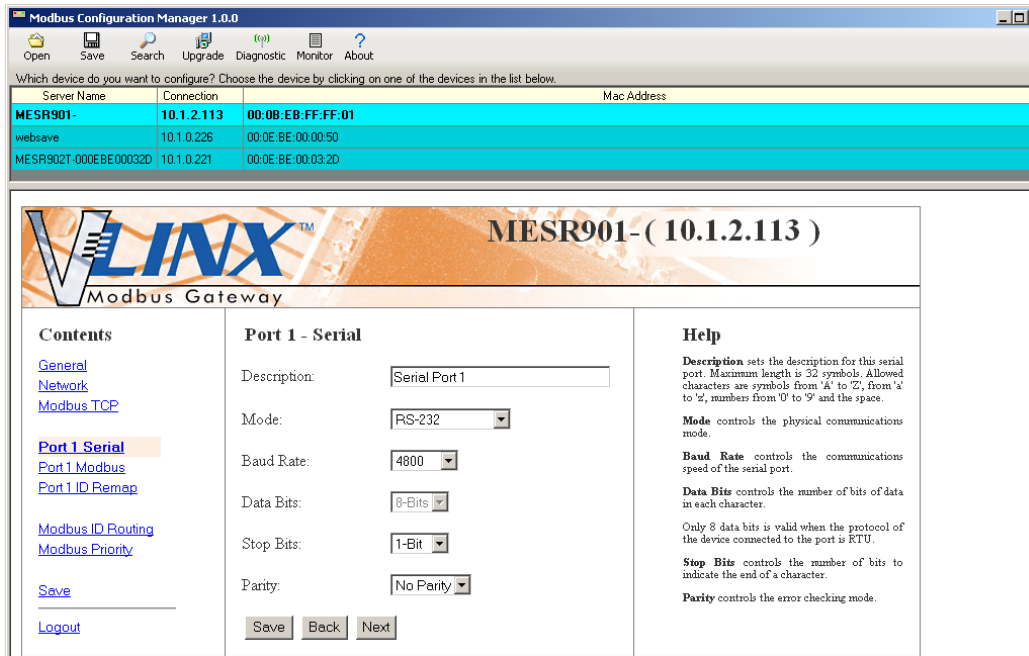 Modbus Configuration Manager 1.0.0
Open Save Search Upgrade Diagnostic Monitor About
Which device do you want to configure? Choose the device by clicking on one of the devices in the list below.
Server Name Connection Mac Address
MESR901- 10.1.2.113 00:0B:EB:FF:FF:01
websave 10.1.0.226 00:0E:BE:00:00:50
MESR902T-000EBE00032D 10.1.0.221 00:0E:BE:00:03:2D
VLINX™
Modbus Gateway
MESR901- ( 10.1.2.113 )
Contents
General
Network
Modbus TCP
Port 1 Serial
Port 1 Modbus
Port 1 ID Remap
Modbus ID Routing
Modbus Priority
Save
Logout
Port 1 - Serial
Description: Serial Port 1
Mode: RS-232
Baud Rate: 4800
Data Bits: 8-Bits
Stop Bits: 1-Bit
Parity: No Parity
Save Back Next
Help
Description sets the description for this serial
port. Maximum length is 32 symbols. Allowed
characters are symbols from 'A' to 'Z', from 'a'
to 'z', numbers from '0' to '9' and the space.
Mode controls the physical communications
mode.
Baud Rate controls the communications
speed of the serial port.
Data Bits controls the number of bits of data
in each character.
Only 8 data bits is valid when the protocol of
the device connected to the port is RTU.
Stop Bits controls the number of bits to
indicate the end of a character.
Parity controls the error checking mode.